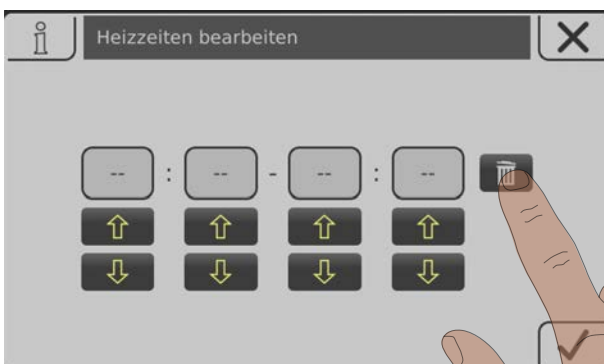 Heizzeiten bearbeiten
-- : -- - -- : --